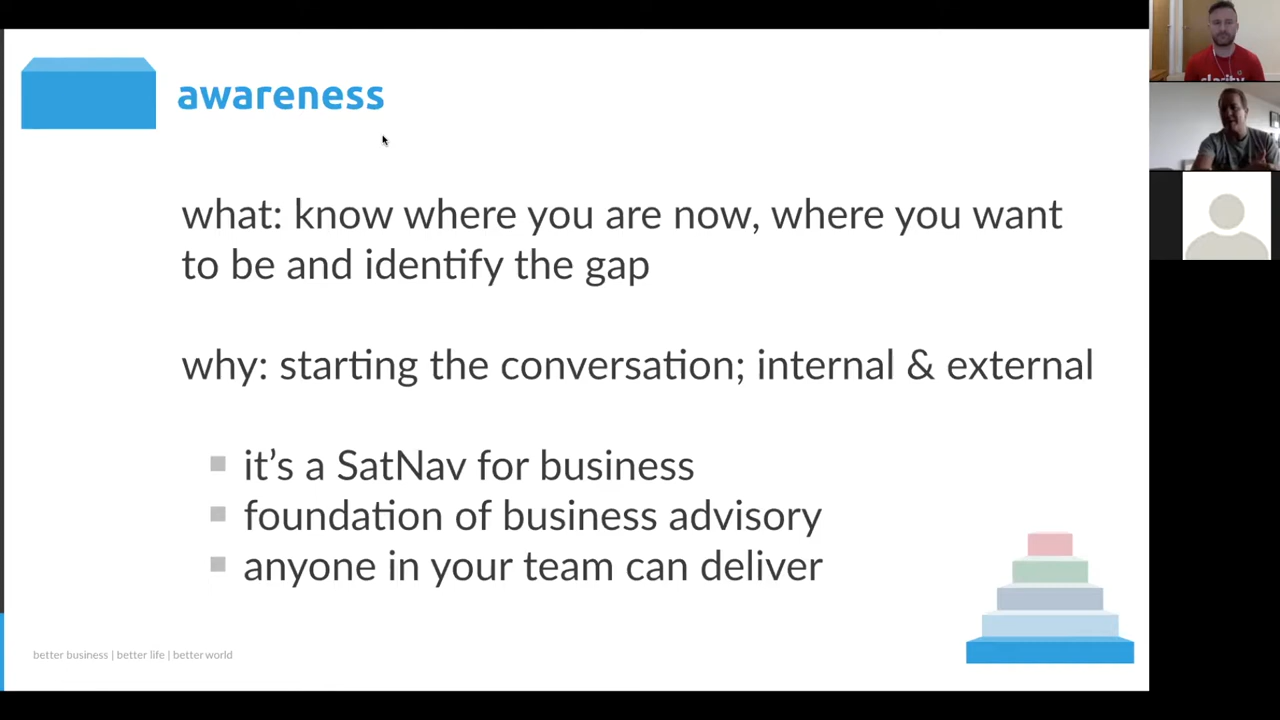 awareness
what: know where you are now, where you want
to be and identify the gap
why: starting the conversation; internal & external
it’s a SatNav for business
foundation of business advisory
anyone in your team can deliver
better business | better life | better world
clarity